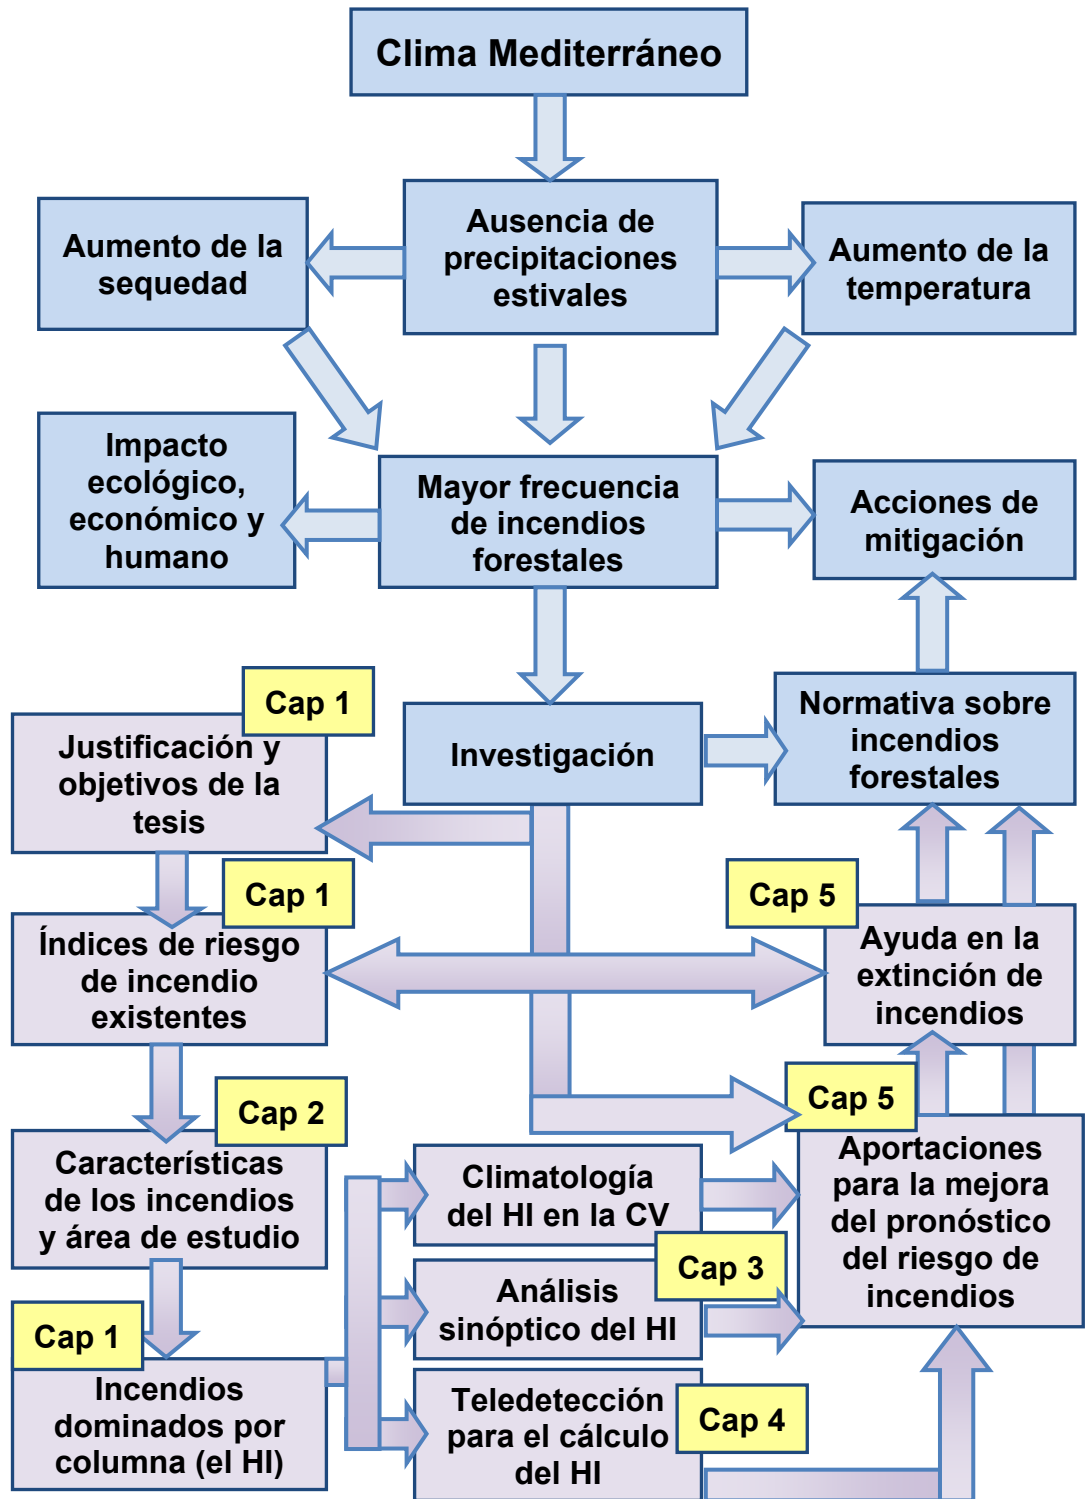 Clima Mediterráneo
Aumento de la
sequedad
Ausencia de
precipitaciones
estivales
Aumento de la
temperatura
Impacto
ecológico,
económico y
humano
Mayor frecuencia
de incendios
forestales
Acciones de
mitigación
Cap 1
Justificación y
objetivos de la
tesis
Investigación
Normativa sobre
incendios
forestales
Cap 1
Índices de riesgo
de incendio
existentes
Cap 5
Ayuda en la
extinción de
incendios
Cap 2
Características
de los incendios
y área de estudio
Climatología
del HI en la CV
Cap 5
Aportaciones
para la mejora
del pronóstico
del riesgo de
incendios
Cap 3
Análisis
sinóptico del HI
Cap 1
Incendios
dominados por
columna (el HI)
Teledetección
para el cálculo
del HI
Cap 4